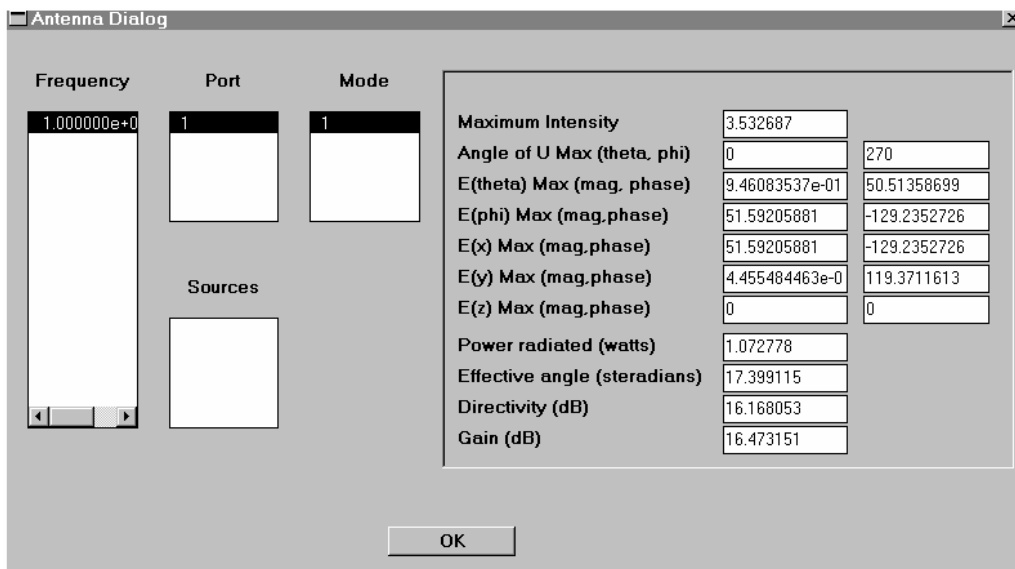 Antenna Dialog
Frequency Port Mode
1.000000e+0 1 1
Sources
Maximum Intensity 3.532687
Angle of U Max (theta, phi) 0 270
E(theta) Max (mag, phase) 9.46083537e-01 50.51358699
E(phi) Max (mag,phase) 51.59205881 -129.2352726
E(x) Max (mag,phase) 51.59205881 -129.2352726
E(y) Max (mag,phase) 4.455484463e-0 119.3711613
E(z) Max (mag,phase) 0 0
Power radiated (watts) 1.072778
Effective angle (steradians) 17.399115
Directivity (dB) 16.168053
Gain (dB) 16.473151
OK